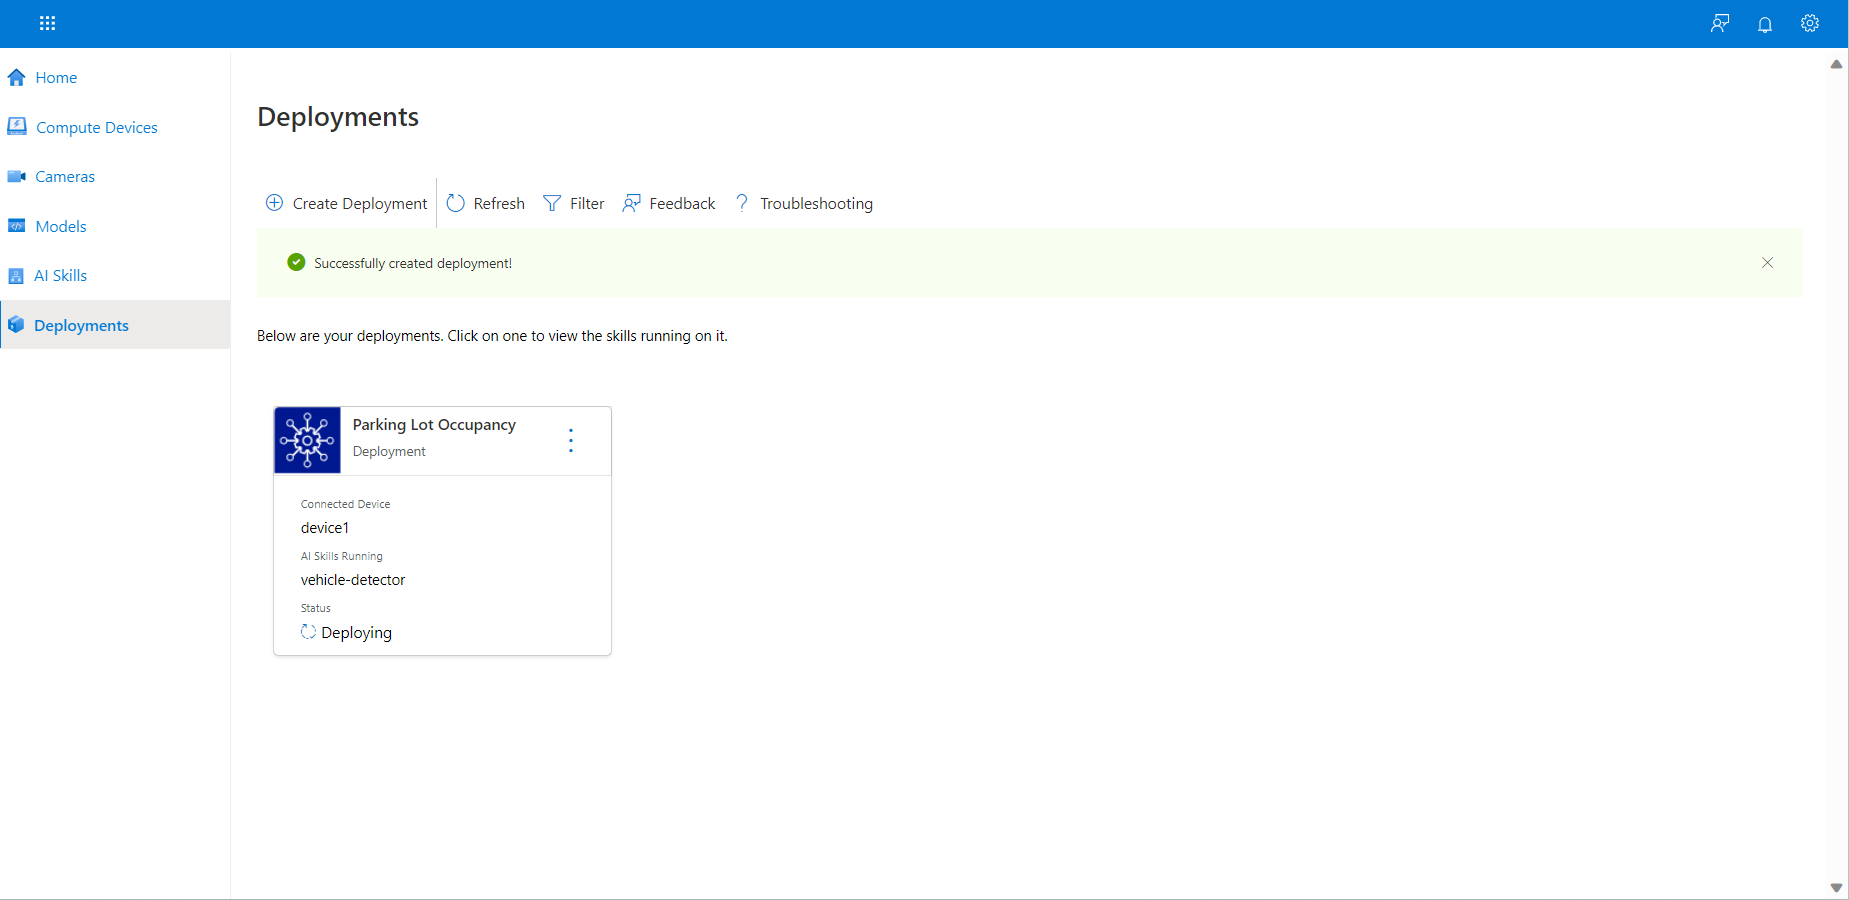 Home
Compute Devices
Cameras
Models
AI Skills
Deployments
Deployments
Create Deployment
Refresh
Filter
Feedback
Troubleshooting
Successfully created deployment!
Below are your deployments. Click on one to view the skills running on it.
Parking Lot Occupancy
Deployment
Connected Device
device1
AI Skills Running
vehicle-detector
Status
Deploying